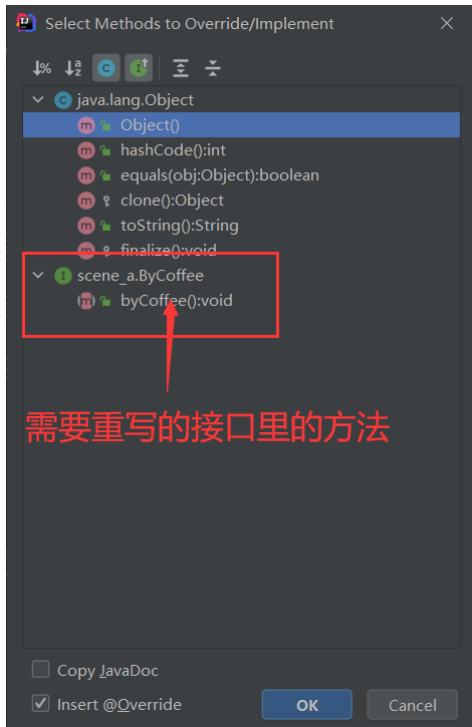 Select Methods to Override/Implement
java.lang.Object
Object()
hashCode():int
equals(obj:Object):boolean
clone():Object
toString():String
finalize():void
scene_a.ByCoffee
byCoffee():void
需要重写的接口里的方法
Copy JavaDoc
Insert @Override
OK
Cancel